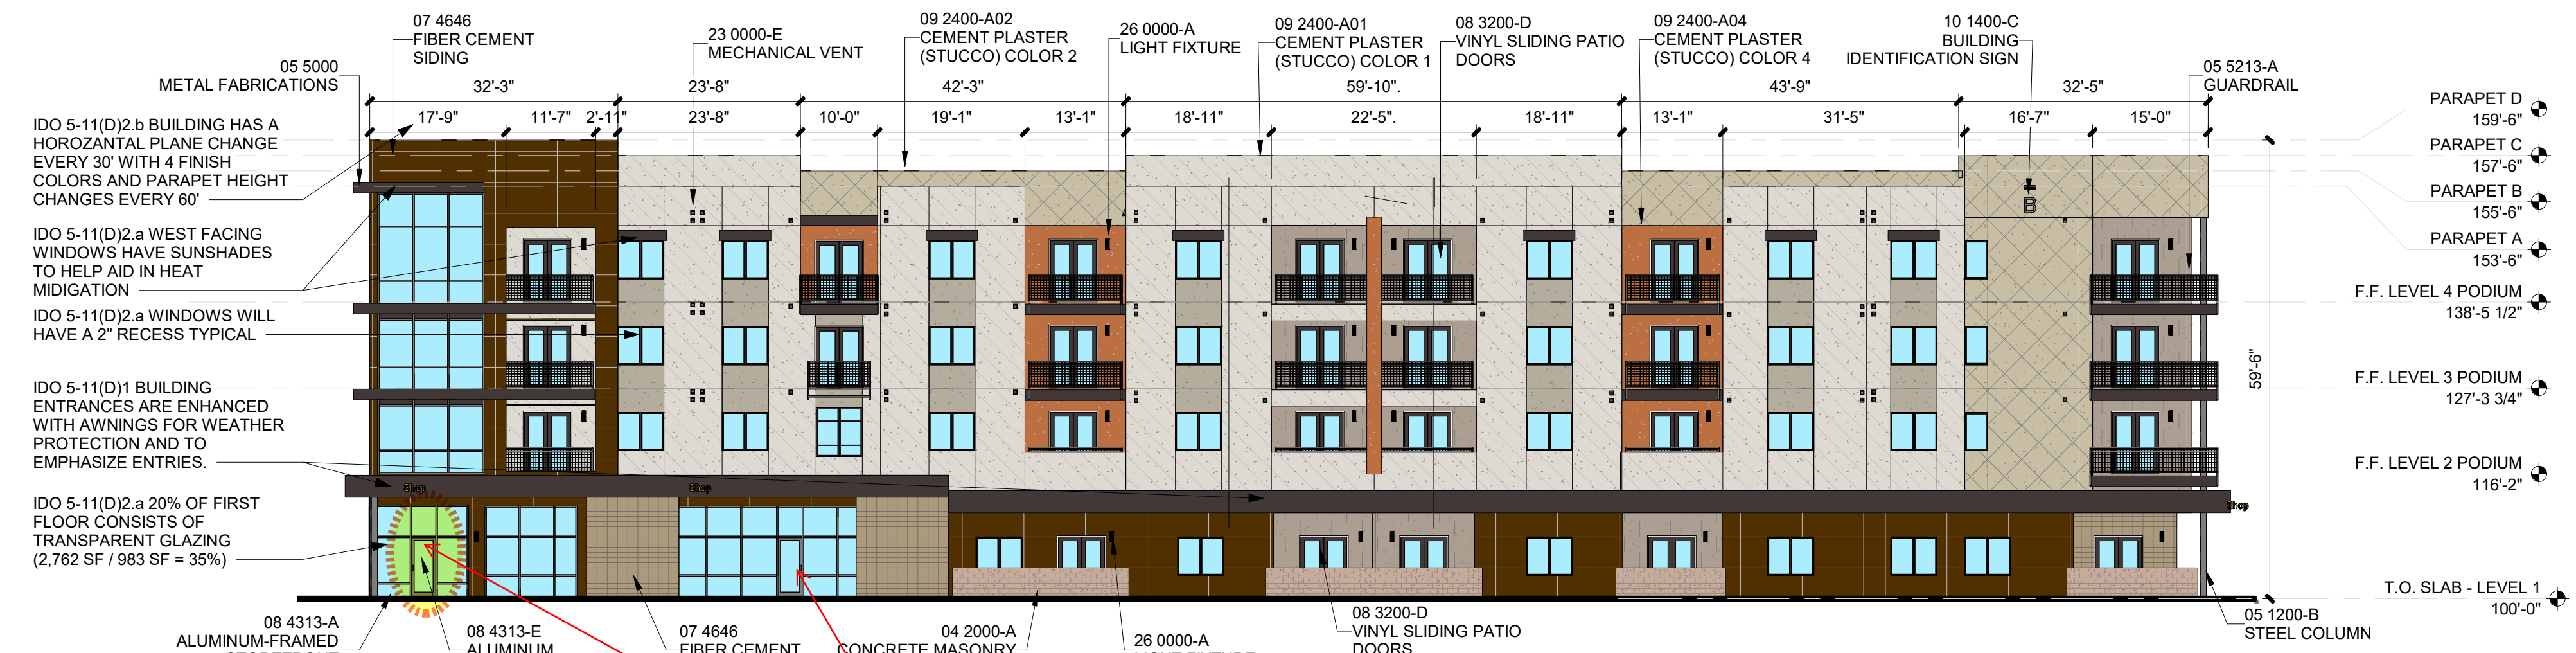 07 4646
FIBER CEMENT
SIDING
05 5000
METAL FABRICATIONS
23 0000-E
MECHANICAL VENT
09 2400-A02
CEMENT PLASTER
(STUCCO) COLOR 2
26 0000-A
LIGHT FIXTURE
09 2400-A01
CEMENT PLASTER
(STUCCO) COLOR 1
08 3200-D
VINYL SLIDING PATIO
DOORS
09 2400-A04
CEMENT PLASTER
(STUCCO) COLOR 4
10 1400-C
BUILDING
IDENTIFICATION SIGN
05 5213-A
GUARDRAIL
32'-3"
23'-8"
42'-3"
59'-10".
43'-9"
32'-5"
17'-9"
11'-7"
2'-11"
23'-8"
10'-0"
19'-1"
13'-1"
18'-11"
22'-5".
18'-11"
13'-1"
31'-5"
16'-7"
15'-0"
IDO 5-11(D)2.b BUILDING HAS A
HOROZANTAL PLANE CHANGE
EVERY 30' WITH 4 FINISH
COLORS AND PARAPET HEIGHT
CHANGES EVERY 60'
IDO 5-11(D)2.a WEST FACING
WINDOWS HAVE SUNSHADES
TO HELP AID IN HEAT
MIDIGATION
IDO 5-11(D)2.a WINDOWS WILL
HAVE A 2" RECESS TYPICAL
IDO 5-11(D)1 BUILDING
ENTRANCES ARE ENHANCED
WITH AWNINGS FOR WEATHER
PROTECTION AND TO
EMPHASIZE ENTRIES.
IDO 5-11(D)2.a 20% OF FIRST
FLOOR CONSISTS OF
TRANSPARENT GLAZING
(2,762 SF / 983 SF = 35%)
B
Shop
Shop
Shop
PARAPET D
159'-6"
PARAPET C
157'-6"
PARAPET B
155'-6"
PARAPET A
153'-6"
F.F. LEVEL 4 PODIUM
138'-5 1/2"
F.F. LEVEL 3 PODIUM
127'-3 3/4"
F.F. LEVEL 2 PODIUM
116'-2"
59'-6"
T.O. SLAB - LEVEL 1
100'-0"
08 4313-A
ALUMINUM-FRAMED
08 4313-E
ALUMINUM
07 4646
FIBER CEMENT
04 2000-A
CONCRETE MASONRY
26 0000-A
08 3200-D
VINYL SLIDING PATIO
DOORS
05 1200-B
STEEL COLUMN